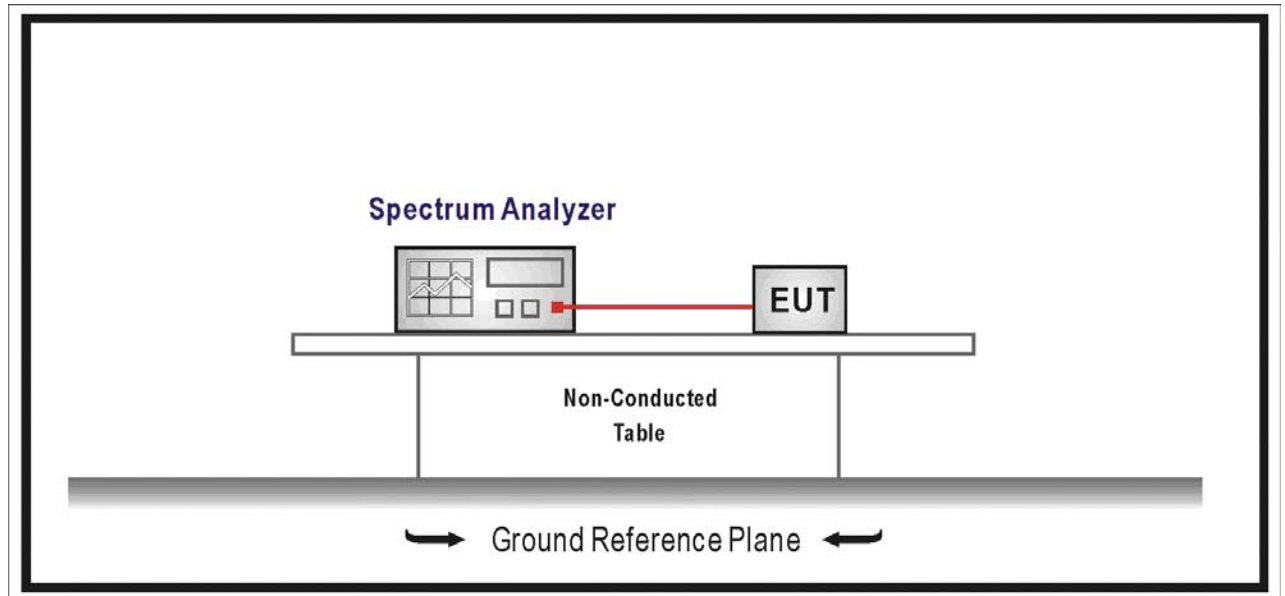 Spectrum Analyzer
EUT
Non-Conducted
Table
Ground Reference Plane